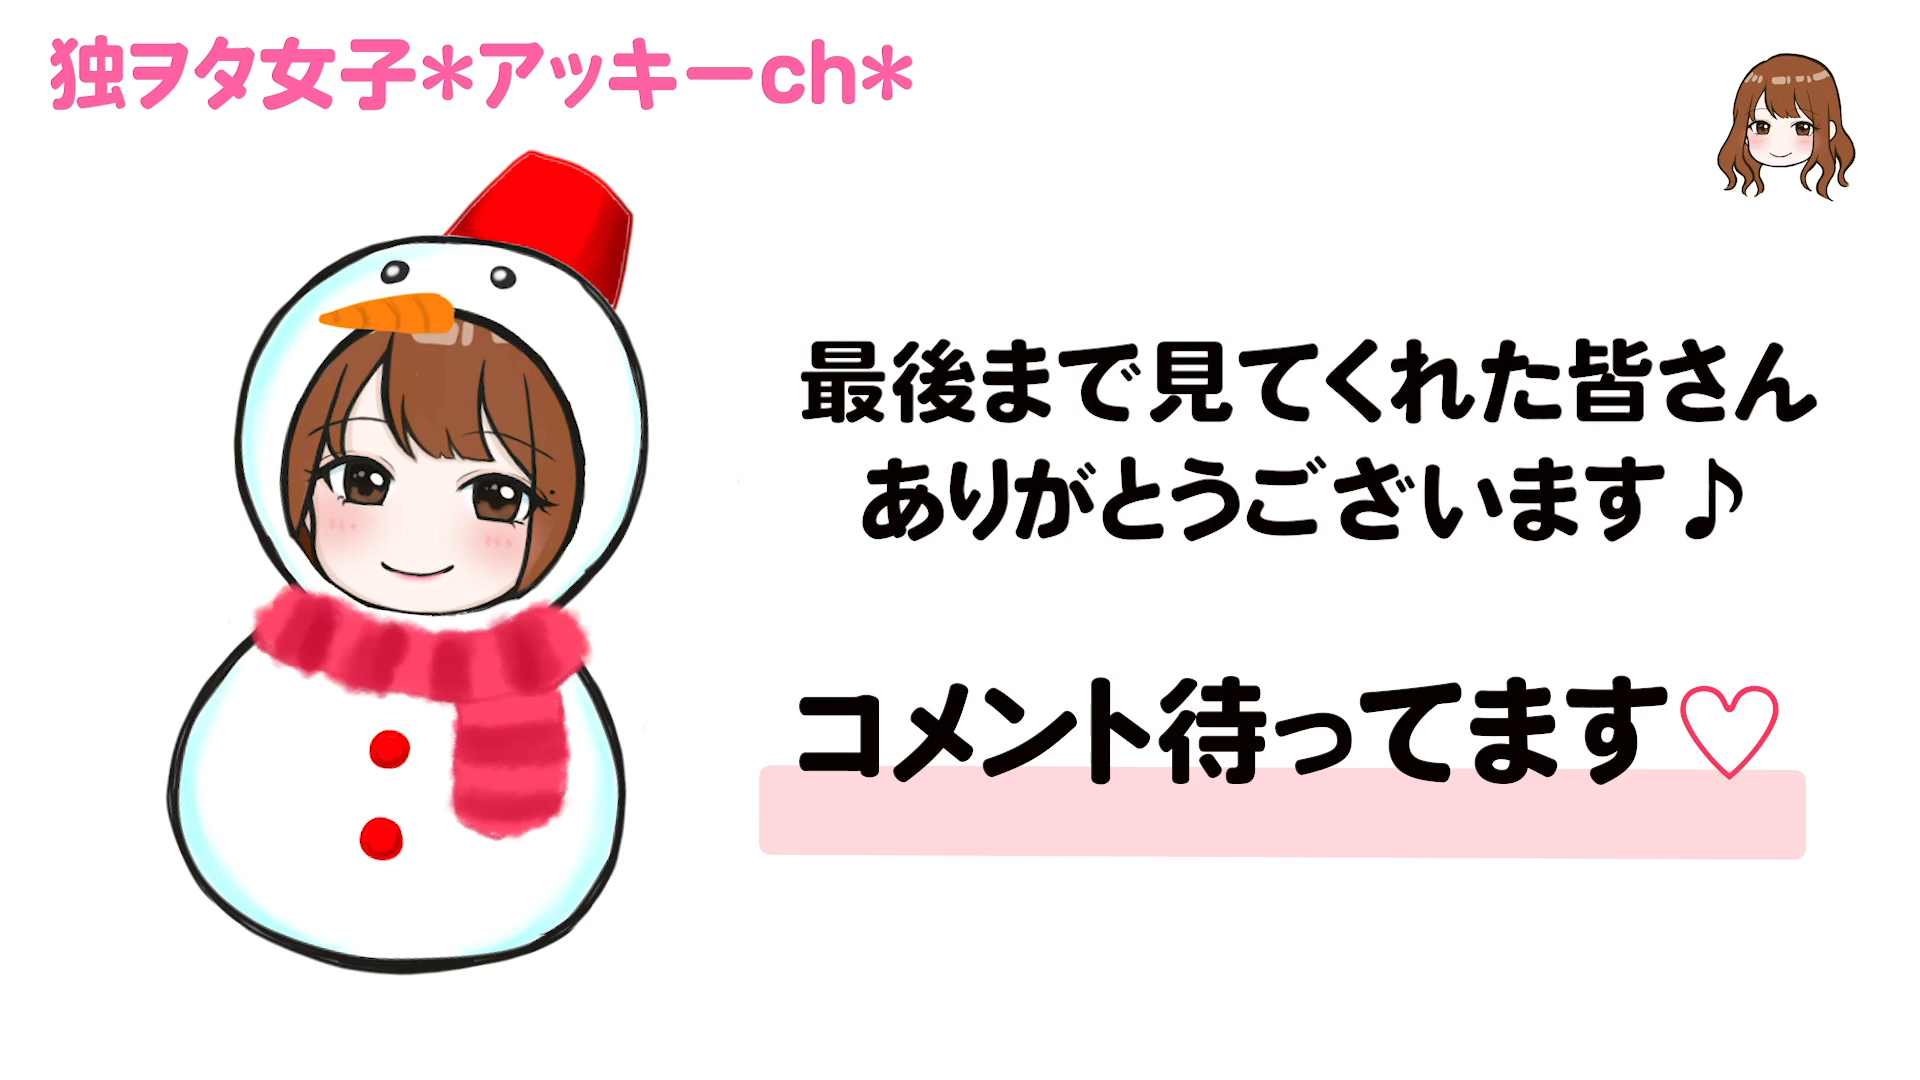 独ヲタ女子*アッキーch*
最後まで見てくれた皆さん
ありがとうございます♪
コメント待ってます♡